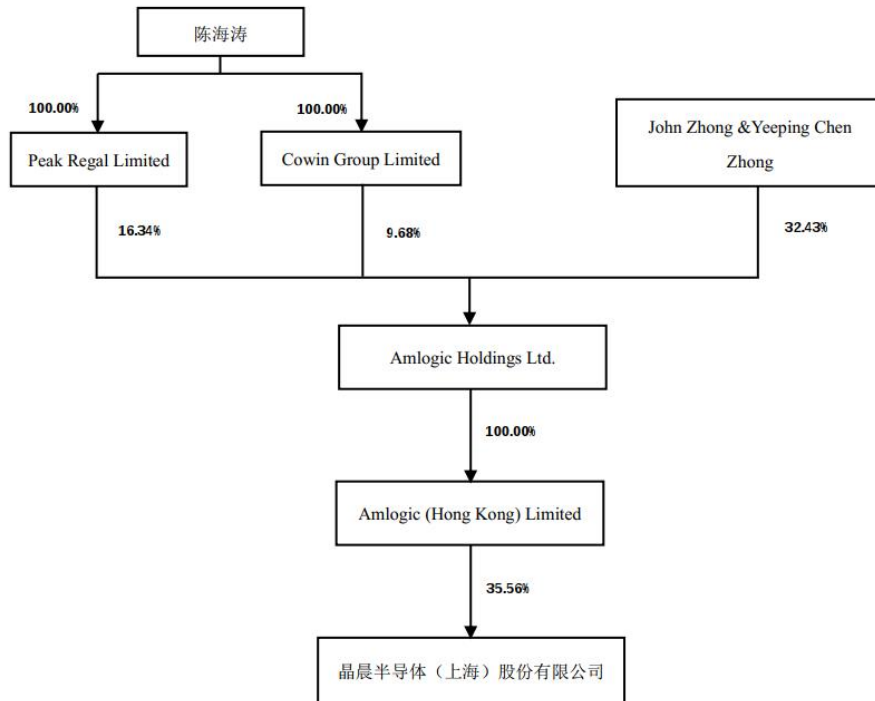 陈海涛
100.00%
100.00%
Peak Regal Limited
Cowin Group Limited
John Zhong &Yeeping Chen
Zhong
16.34%
9.68%
32.43%
Amlogic Holdings Ltd.
100.00%
Amlogic (Hong Kong) Limited
35.56%
晶晨半导体（上海）股份有限公司